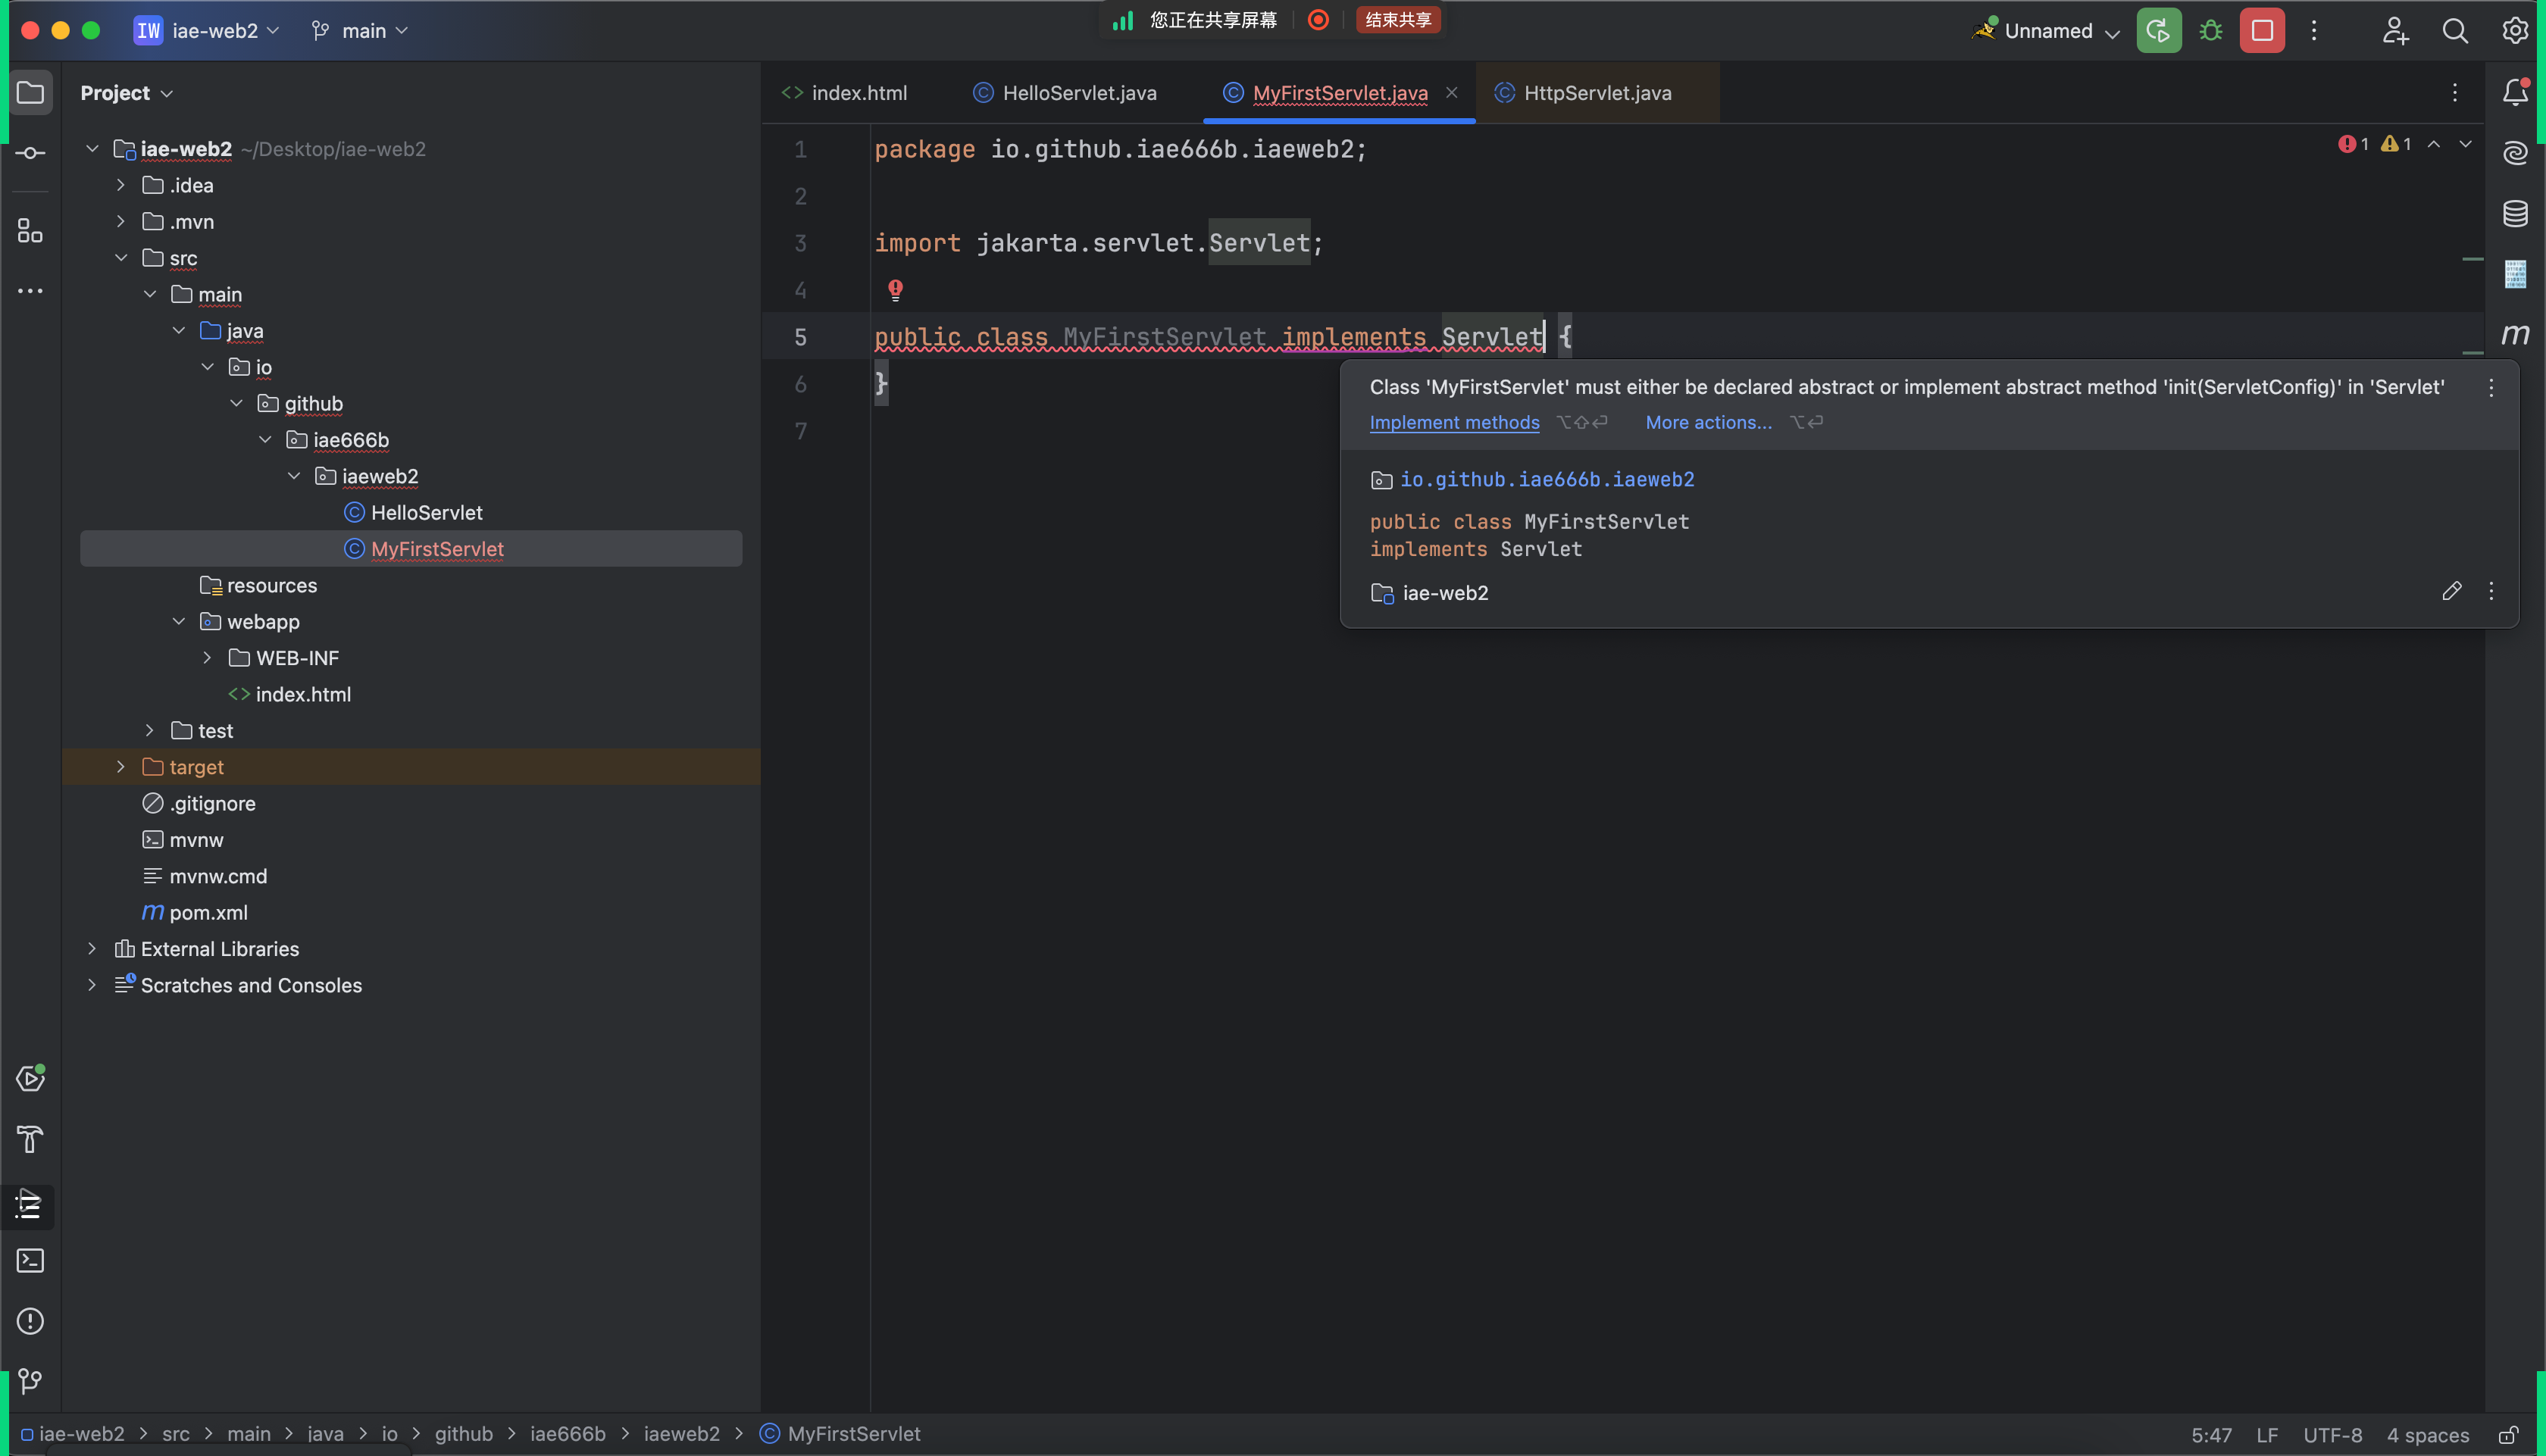 IW iae-web2 main 您正在共享屏幕 结束共享 Unnamed
Project
index.html HelloServlet.java MyFirstServlet.java HttpServlet.java
iae-web2 ~/Desktop/iae-web2
.idea
.mvn
src
main
java
io
github
iae666b
iaeweb2
HelloServlet
MyFirstServlet
resources
webapp
WEB-INF
index.html
test
target
.gitignore
mvnw
mvnw.cmd
m pom.xml
External Libraries
Scratches and Consoles
1 package io.github.iae666b.iaeweb2;
2
3 import jakarta.servlet.Servlet;
4
5 public class MyFirstServlet implements Servlet {
6 }
7
1 1
m
Class 'MyFirstServlet' must either be declared abstract or implement abstract method 'init(ServletConfig)' in 'Servlet'
Implement methods ⌥⇧⏎ More actions... ⌥⏎
io.github.iae666b.iaeweb2
public class MyFirstServlet
implements Servlet
iae-web2
iae-web2 > src > main > java > io > github > iae666b > iaeweb2 > MyFirstServlet 5:47 LF UTF-8 4 spaces